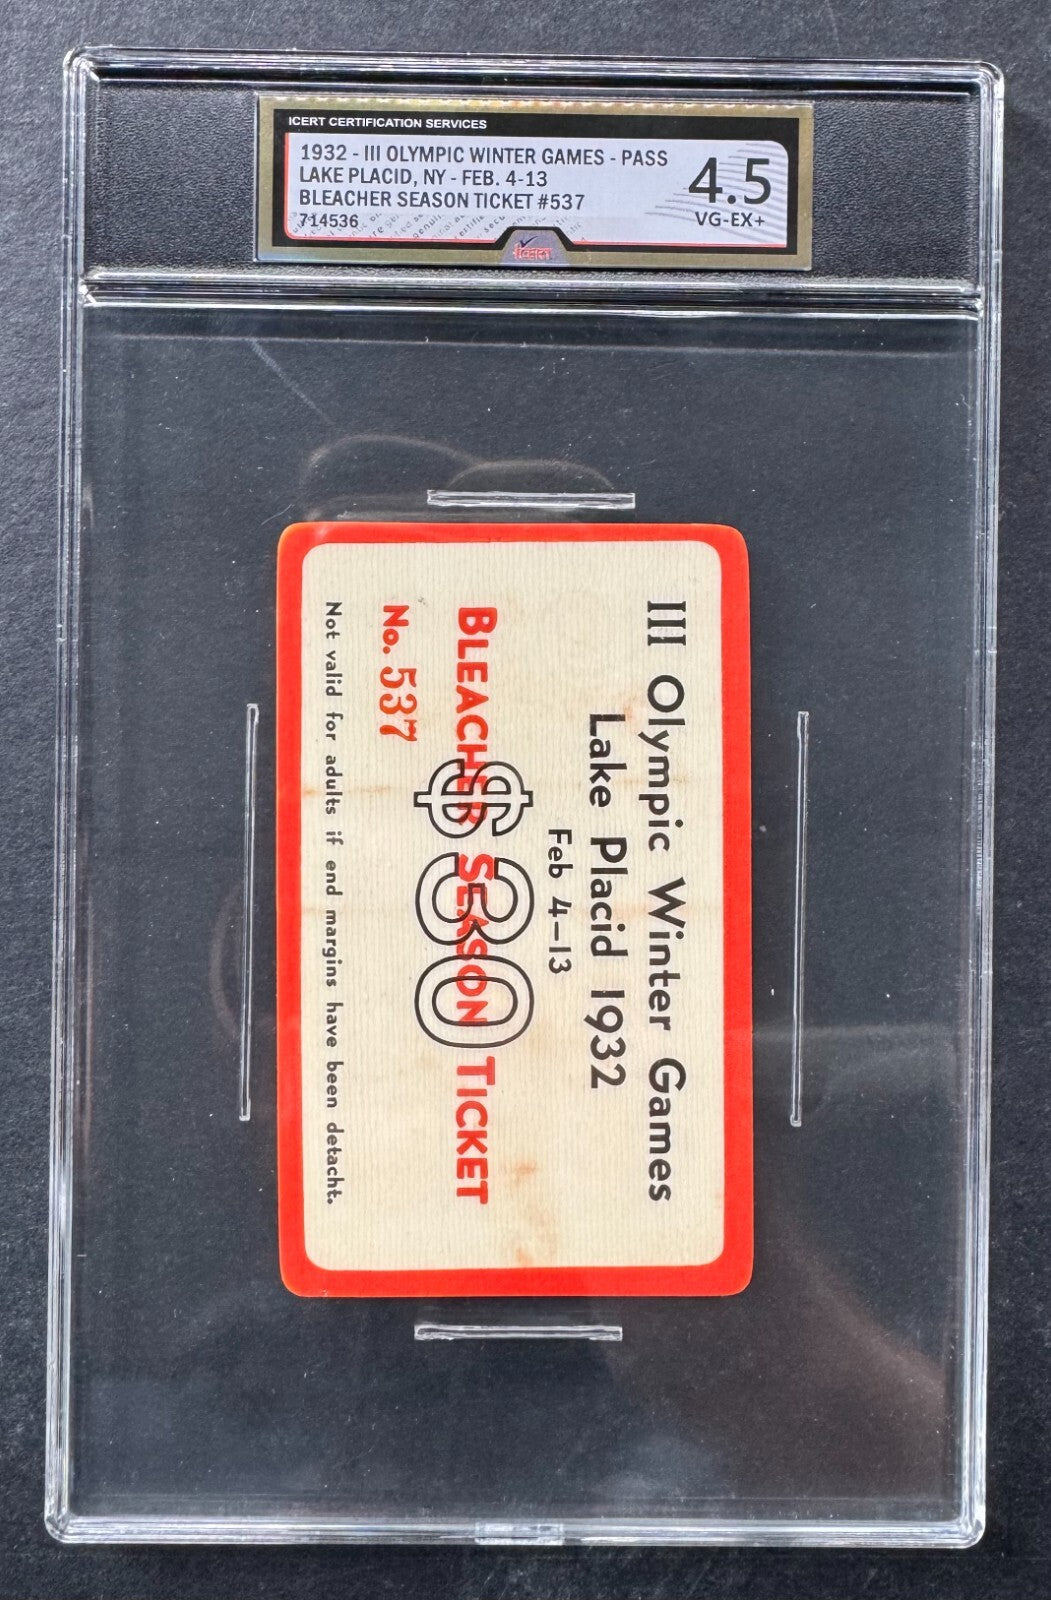 ICERT CERTIFICATION SERVICES
1932 - III OLYMPIC WINTER GAMES - PASS
LAKE PLACID, NY - FEB. 4-13
BLEACHER SEASON TICKET #537
714536
4.5
VG-EX+
icert
III Olympic Winter Games
Lake Placid 1932
Feb 4–13
$30
BLEACHER SEASON TICKET
No. 537
Not valid for adults if end margins have been detacht.